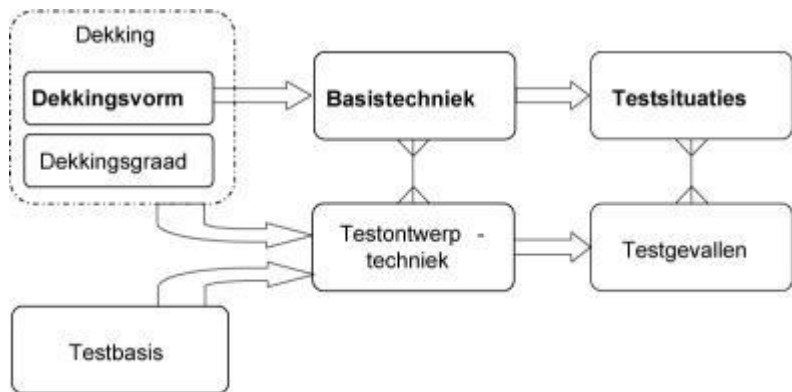 Dekking
Dekkingsvorm
Basistechniek
Testsituaties
Dekkingsgraad
Testontwerp -
techniek
Testgevallen
Testbasis